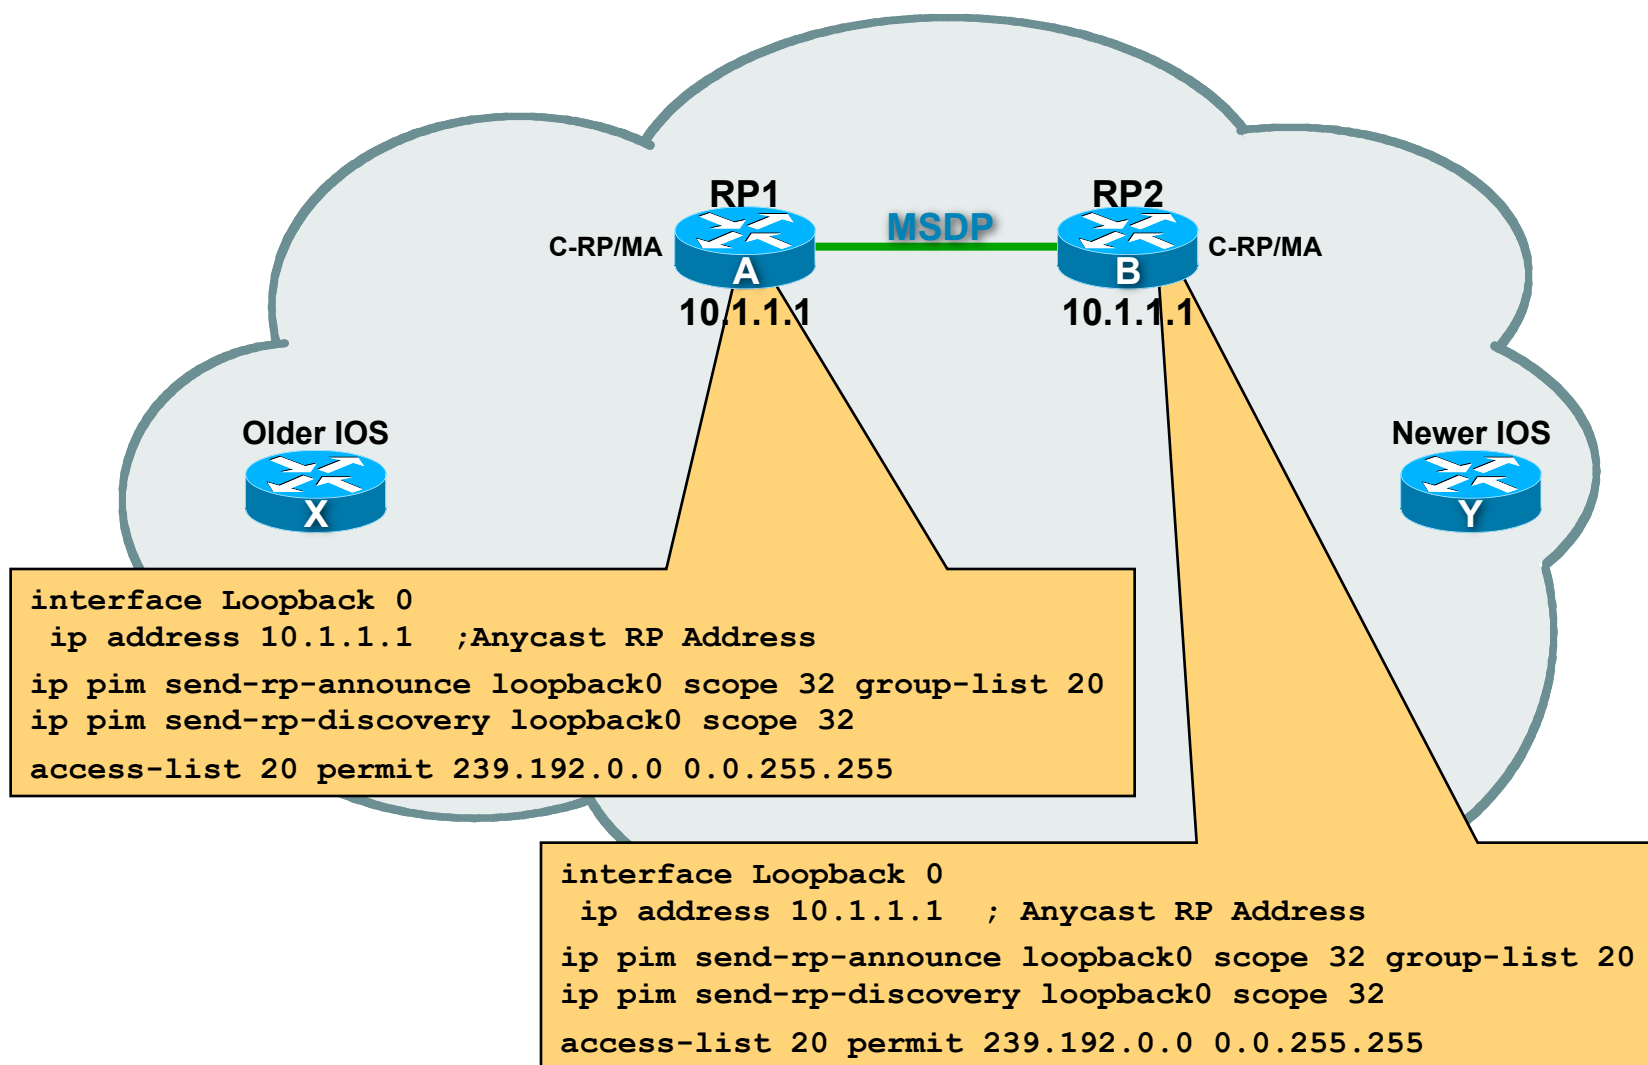 RP1
RP2
MSDP
C-RP/MA
C-RP/MA
A
B
10.1.1.1
10.1.1.1
Older IOS
Newer IOS
X
Y
interface Loopback 0
ip address 10.1.1.1 ;Anycast RP Address
ip pim send-rp-announce loopback0 scope 32 group-list 20
ip pim send-rp-discovery loopback0 scope 32
access-list 20 permit 239.192.0.0 0.0.255.255
interface Loopback 0
ip address 10.1.1.1 ; Anycast RP Address
ip pim send-rp-announce loopback0 scope 32 group-list 20
ip pim send-rp-discovery loopback0 scope 32
access-list 20 permit 239.192.0.0 0.0.255.255